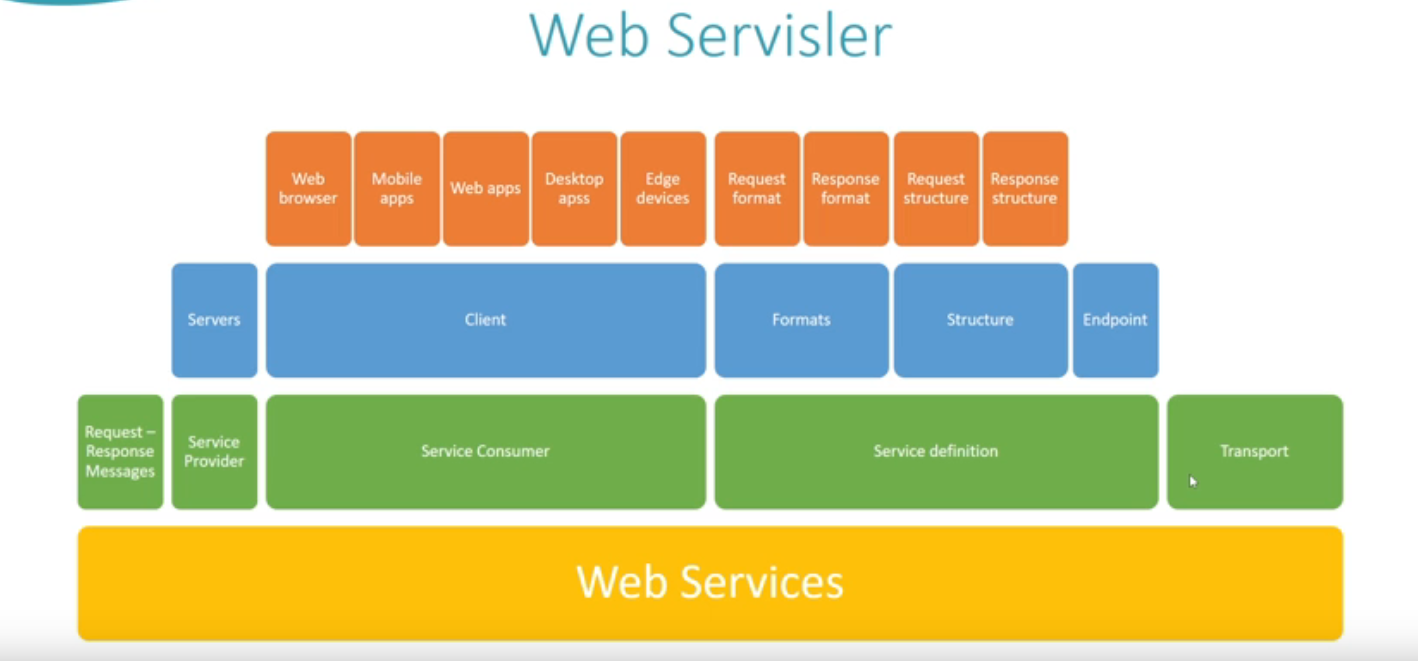 Web Servisler
Web
browser
Mobile
apps
Web apps
Desktop
apss
Edge
devices
Request
format
Response
format
Request
structure
Response
structure
Servers
Client
Formats
Structure
Endpoint
Request –
Response
Messages
Service
Provider
Service Consumer
Service definition
Transport
Web Services